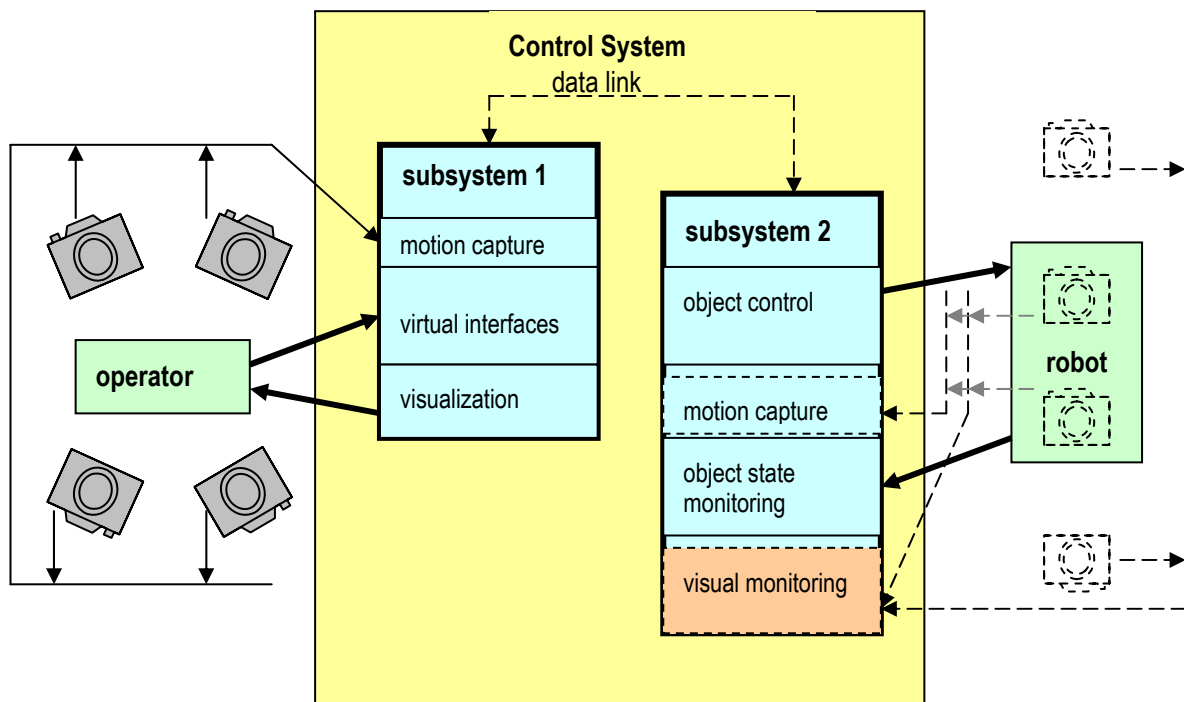 Control System
data link
subsystem 1
motion capture
virtual interfaces
visualization
operator
subsystem 2
object control
motion capture
object state
monitoring
visual monitoring
robot